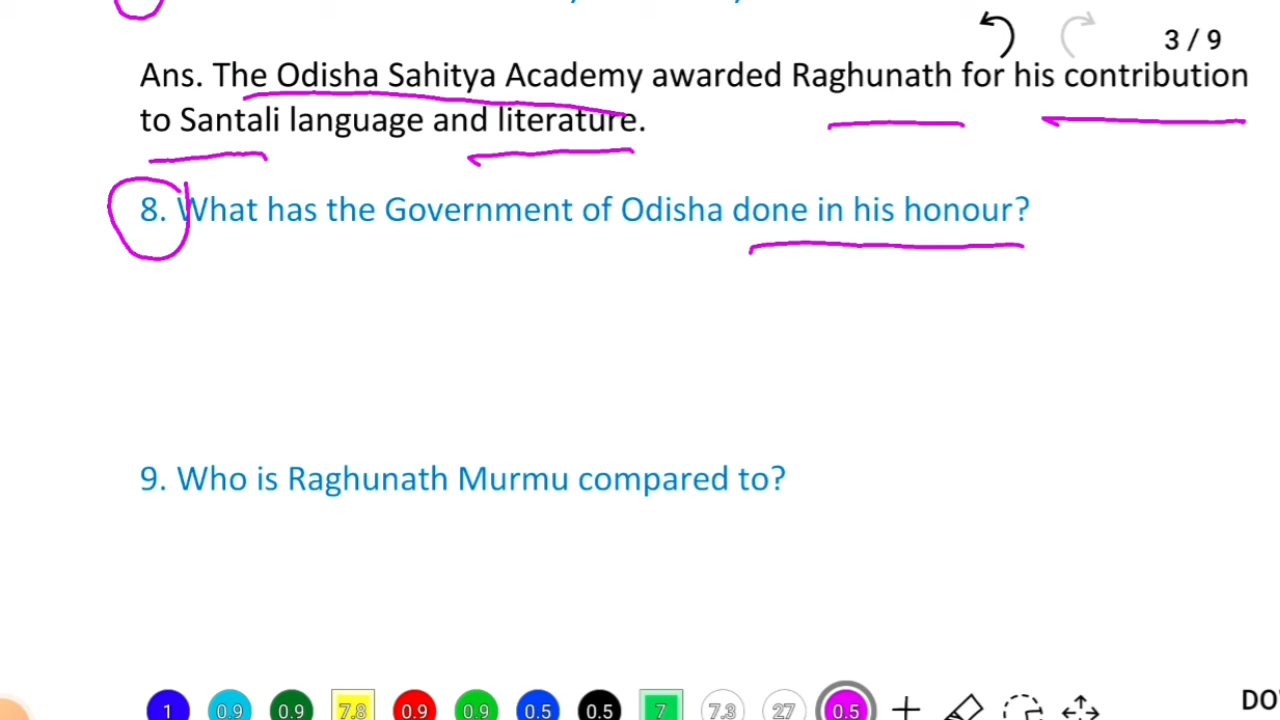 3 / 9
Ans. The Odisha Sahitya Academy awarded Raghunath for his contribution
to Santali language and literature.
8. What has the Government of Odisha done in his honour?
9. Who is Raghunath Murmu compared to?
1 0.9 0.9 7.8 0.9 0.9 0.5 0.5 7 7.3 27 0.5